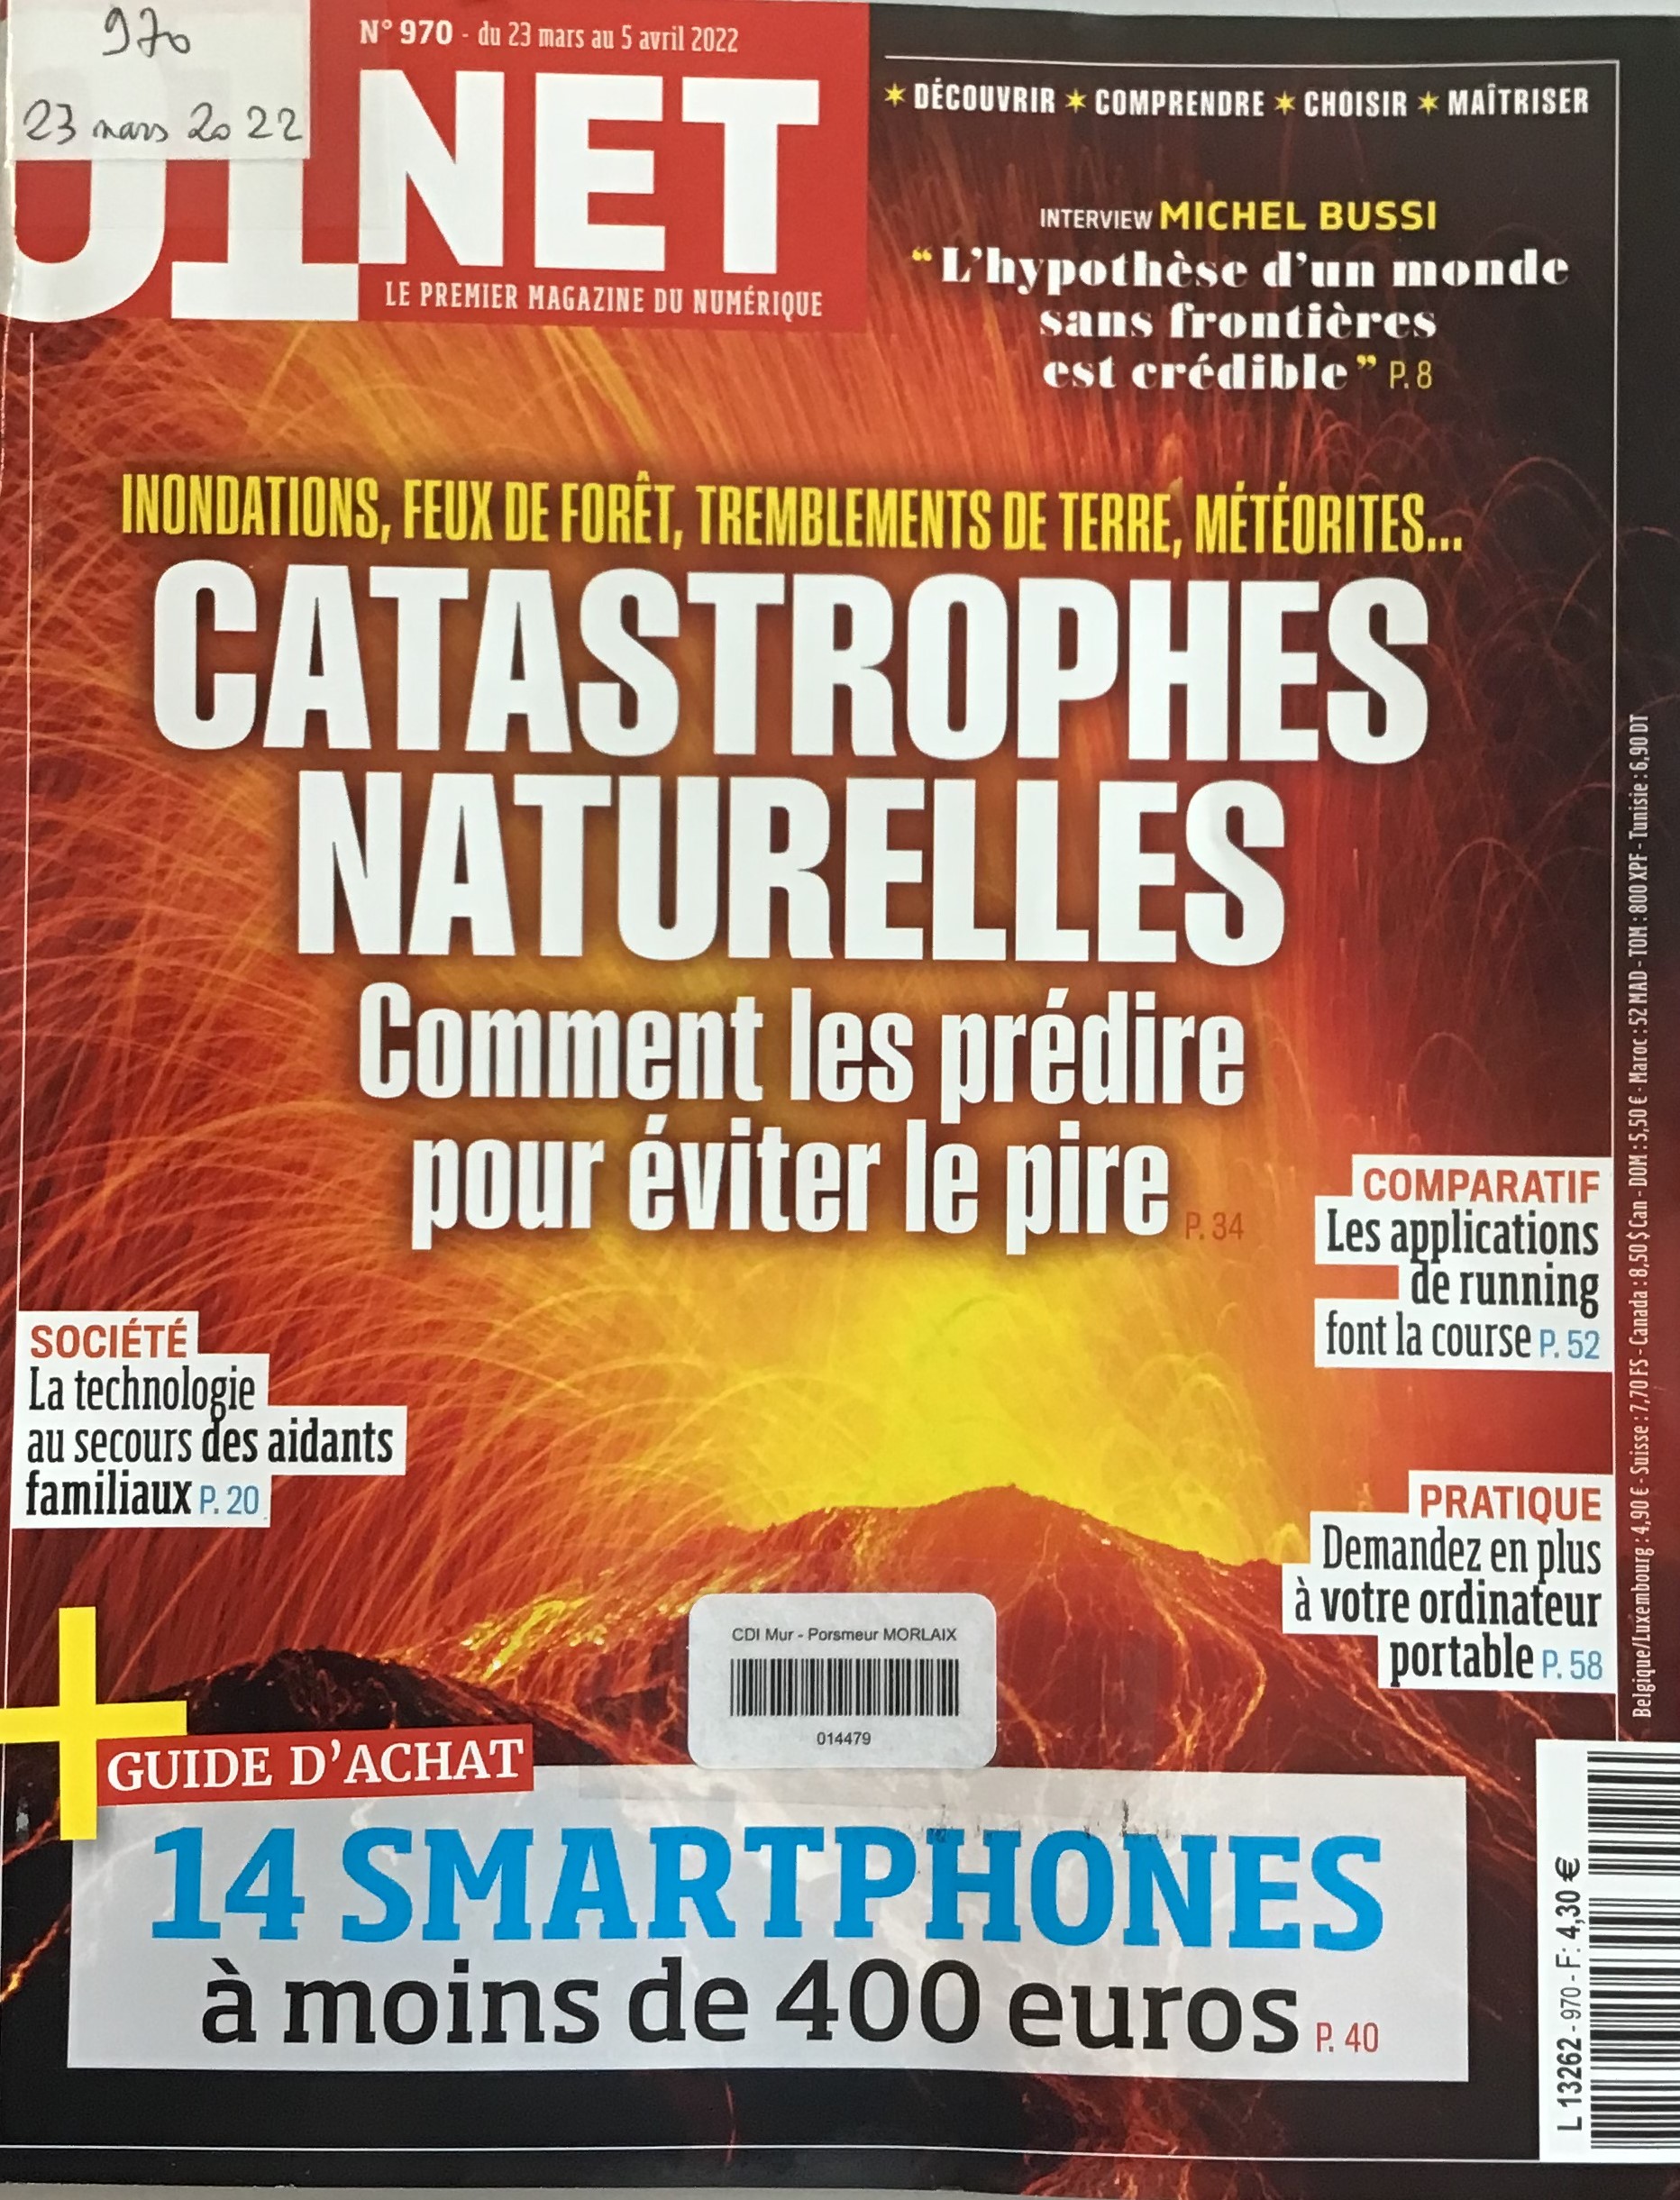 970
23 mars 2022
N° 970 - du 23 mars au 5 avril 2022
01NET
LE PREMIER MAGAZINE DU NUMÉRIQUE
✶ DÉCOUVRIR ✶ COMPRENDRE ✶ CHOISIR ✶ MAÎTRISER
INTERVIEW MICHEL BUSSI
“L’hypothèse d’un monde
sans frontières
est crédible” P. 8
INONDATIONS, FEUX DE FORÊT, TREMBLEMENTS DE TERRE, MÉTÉORITES...
CATASTROPHES
NATURELLES
Comment les prédire
pour éviter le pire P. 34
COMPARATIF
Les applications
de running
font la course P. 52
SOCIÉTÉ
La technologie
au secours des aidants
familiaux P. 20
PRATIQUE
Demandez en plus
à votre ordinateur
portable P. 58
CDI Mur - Porsmeur MORLAIX
014479
GUIDE D’ACHAT
14 SMARTPHONES
à moins de 400 euros P. 40
Belgique/Luxembourg : 4,90 € - Suisse : 7,70 FS - Canada : 8,50 $ Can - DOM : 5,50 € - Maroc : 52 MAD - TOM : 800 XPF - Tunisie : 6,90 DT
L 13262 - 970 - F: 4,30 €